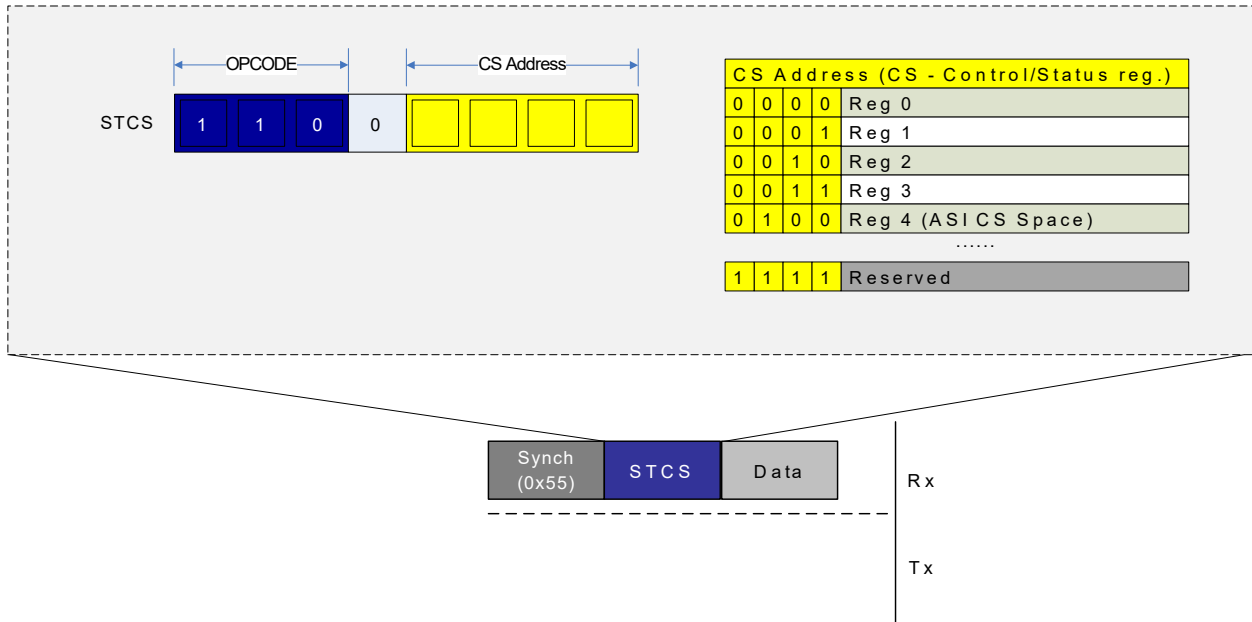 OPCODE
CS Address
STCS
1 1 0 0
CS Address (CS - Control/Status reg.)
0 0 0 0 Reg 0
0 0 0 1 Reg 1
0 0 1 0 Reg 2
0 0 1 1 Reg 3
0 1 0 0 Reg 4 (ASI CS Space)
......
1 1 1 1 Reserved
Synch
(0x55)
STCS
Data
Rx
Tx